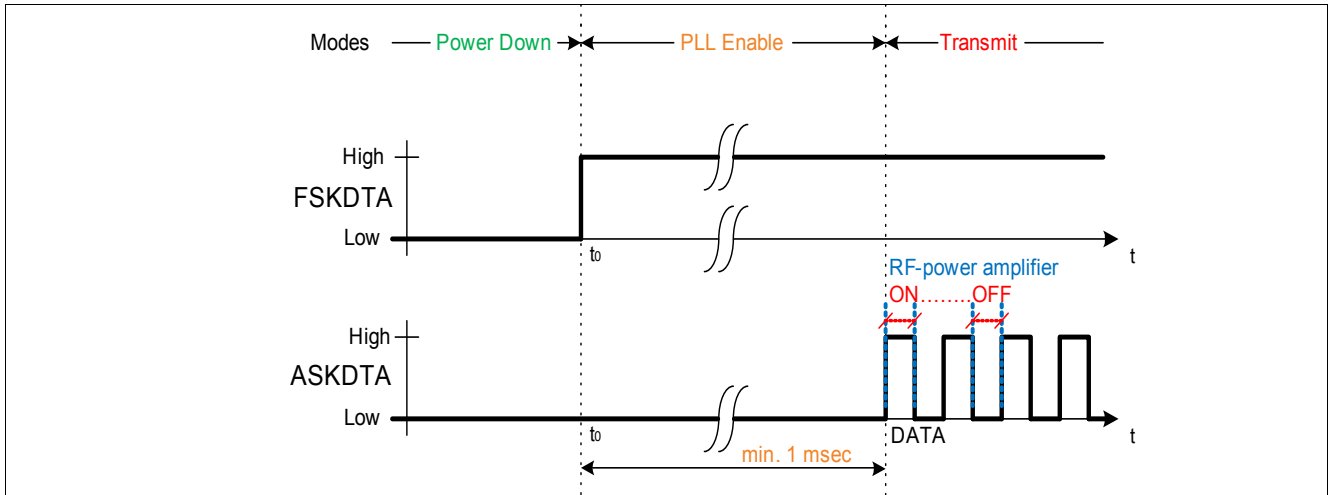 Modes Power Down PLL Enable Transmit
High
FSKDTA
Low
t0 t
RF-power amplifier
ON........OFF
High
ASKDTA
Low
t0 DATA t
min. 1 msec